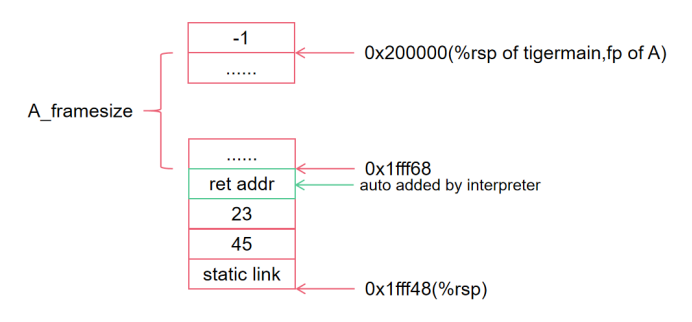 -1
0x200000(%rsp of tigermain,fp of A)
......
A_framesize
......
0x1fff68
ret addr
auto added by interpreter
23
45
static link
0x1fff48(%rsp)